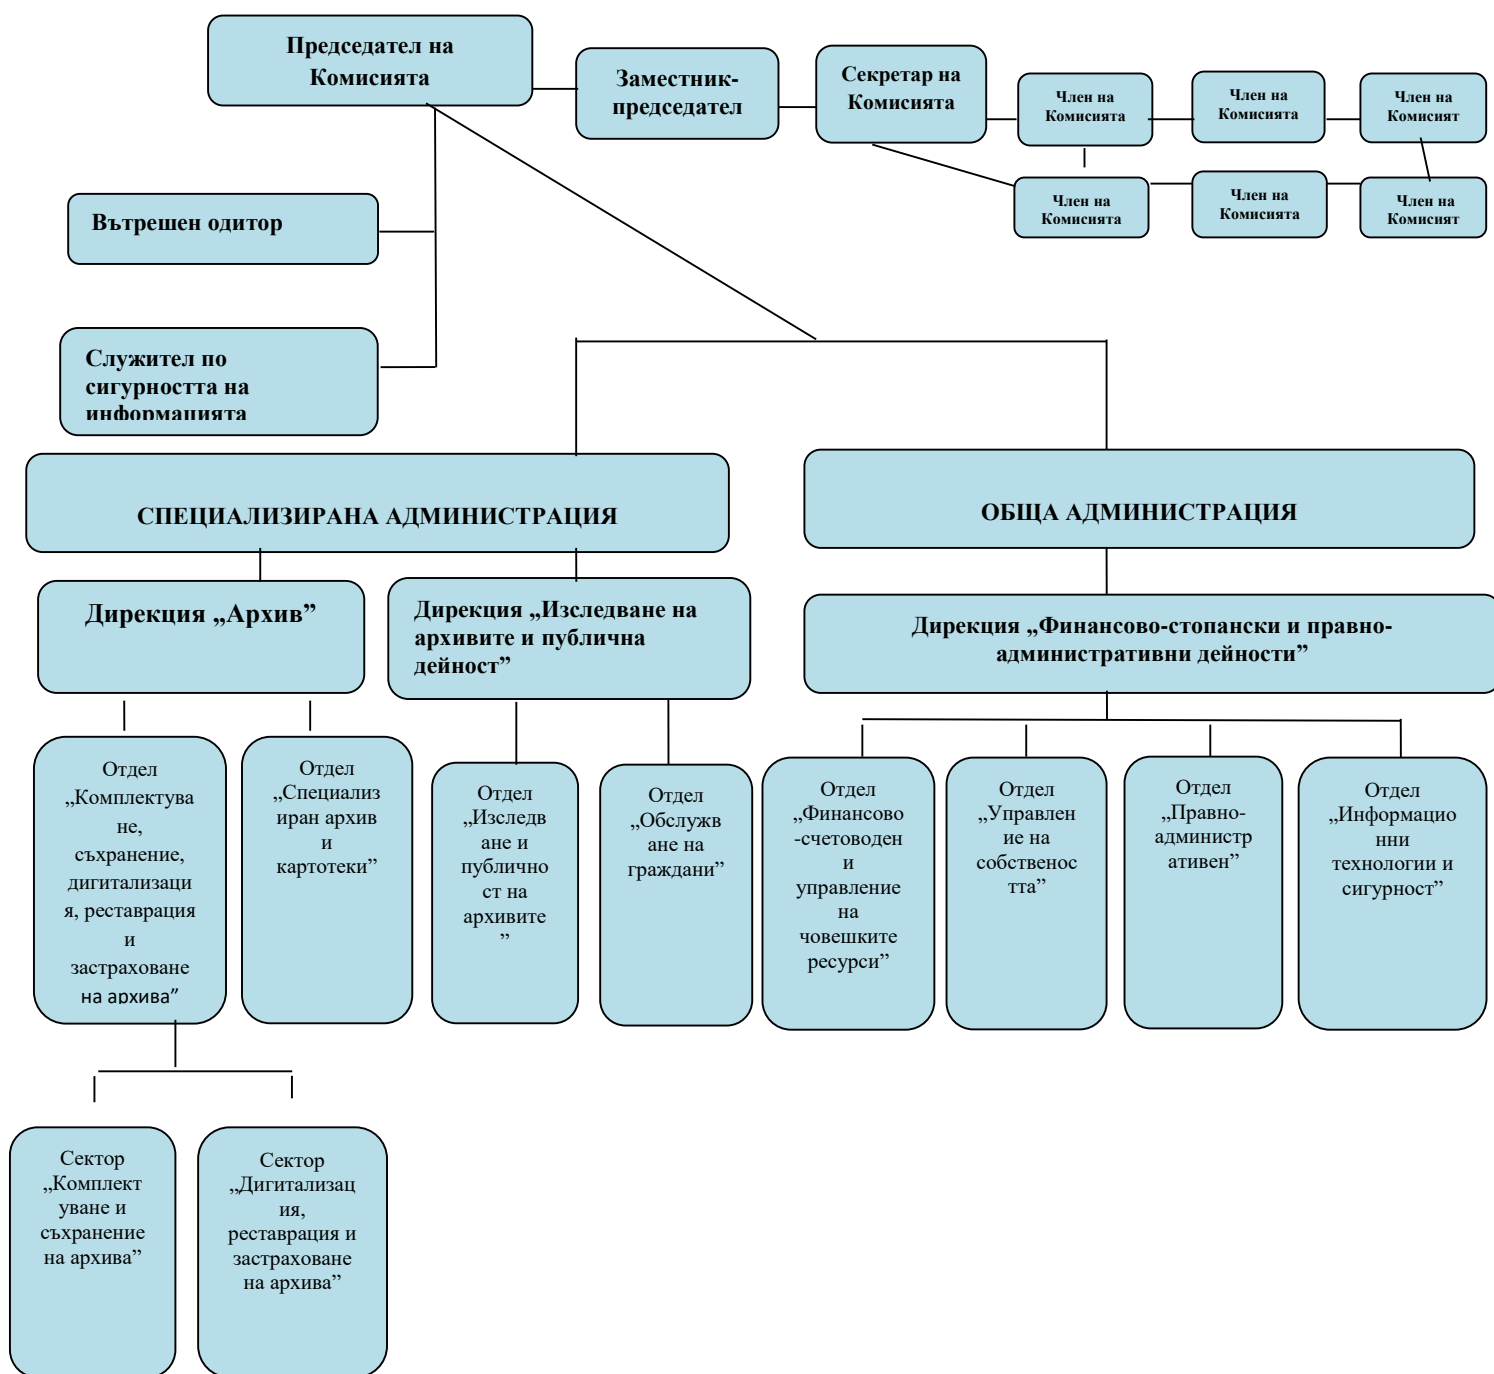 Председател на
Комисията
Заместник-
председател
Секретар на
Комисията
Член на
Комисията
Член на
Комисията
Член на
Комисият
Член на
Комисията
Член на
Комисията
Член на
Комисият
Вътрешен одитор
Служител по
сигурността на
информацията
СПЕЦИАЛИЗИРАНА АДМИНИСТРАЦИЯ
ОБЩА АДМИНИСТРАЦИЯ
Дирекция „Архив”
Дирекция „Изследване на
архивите и публична
дейност”
Дирекция „Финансово-стопански и правно-
административни дейности”
Отдел
„Комплектува
не,
съхранение,
дигитализаци
я, реставрация
и
застраховане
на архива”
Отдел
„Специализ
иран архив
и
картотеки”
Отдел
„Изследв
ане и
публично
ст на
архивите
”
Отдел
„Обслужв
ане на
граждани”
Отдел
„Финансово
-счетоводен
и
управление
на
човешките
ресурси”
Отдел
„Управлен
ие на
собственос
тта”
Отдел
„Правно-
администр
ативен”
Отдел
„Информацио
нни
технологии и
сигурност”
Сектор
„Комплект
уване и
съхранение
на архива”
Сектор
„Дигитализац
ия,
реставрация и
застраховане
на архива”